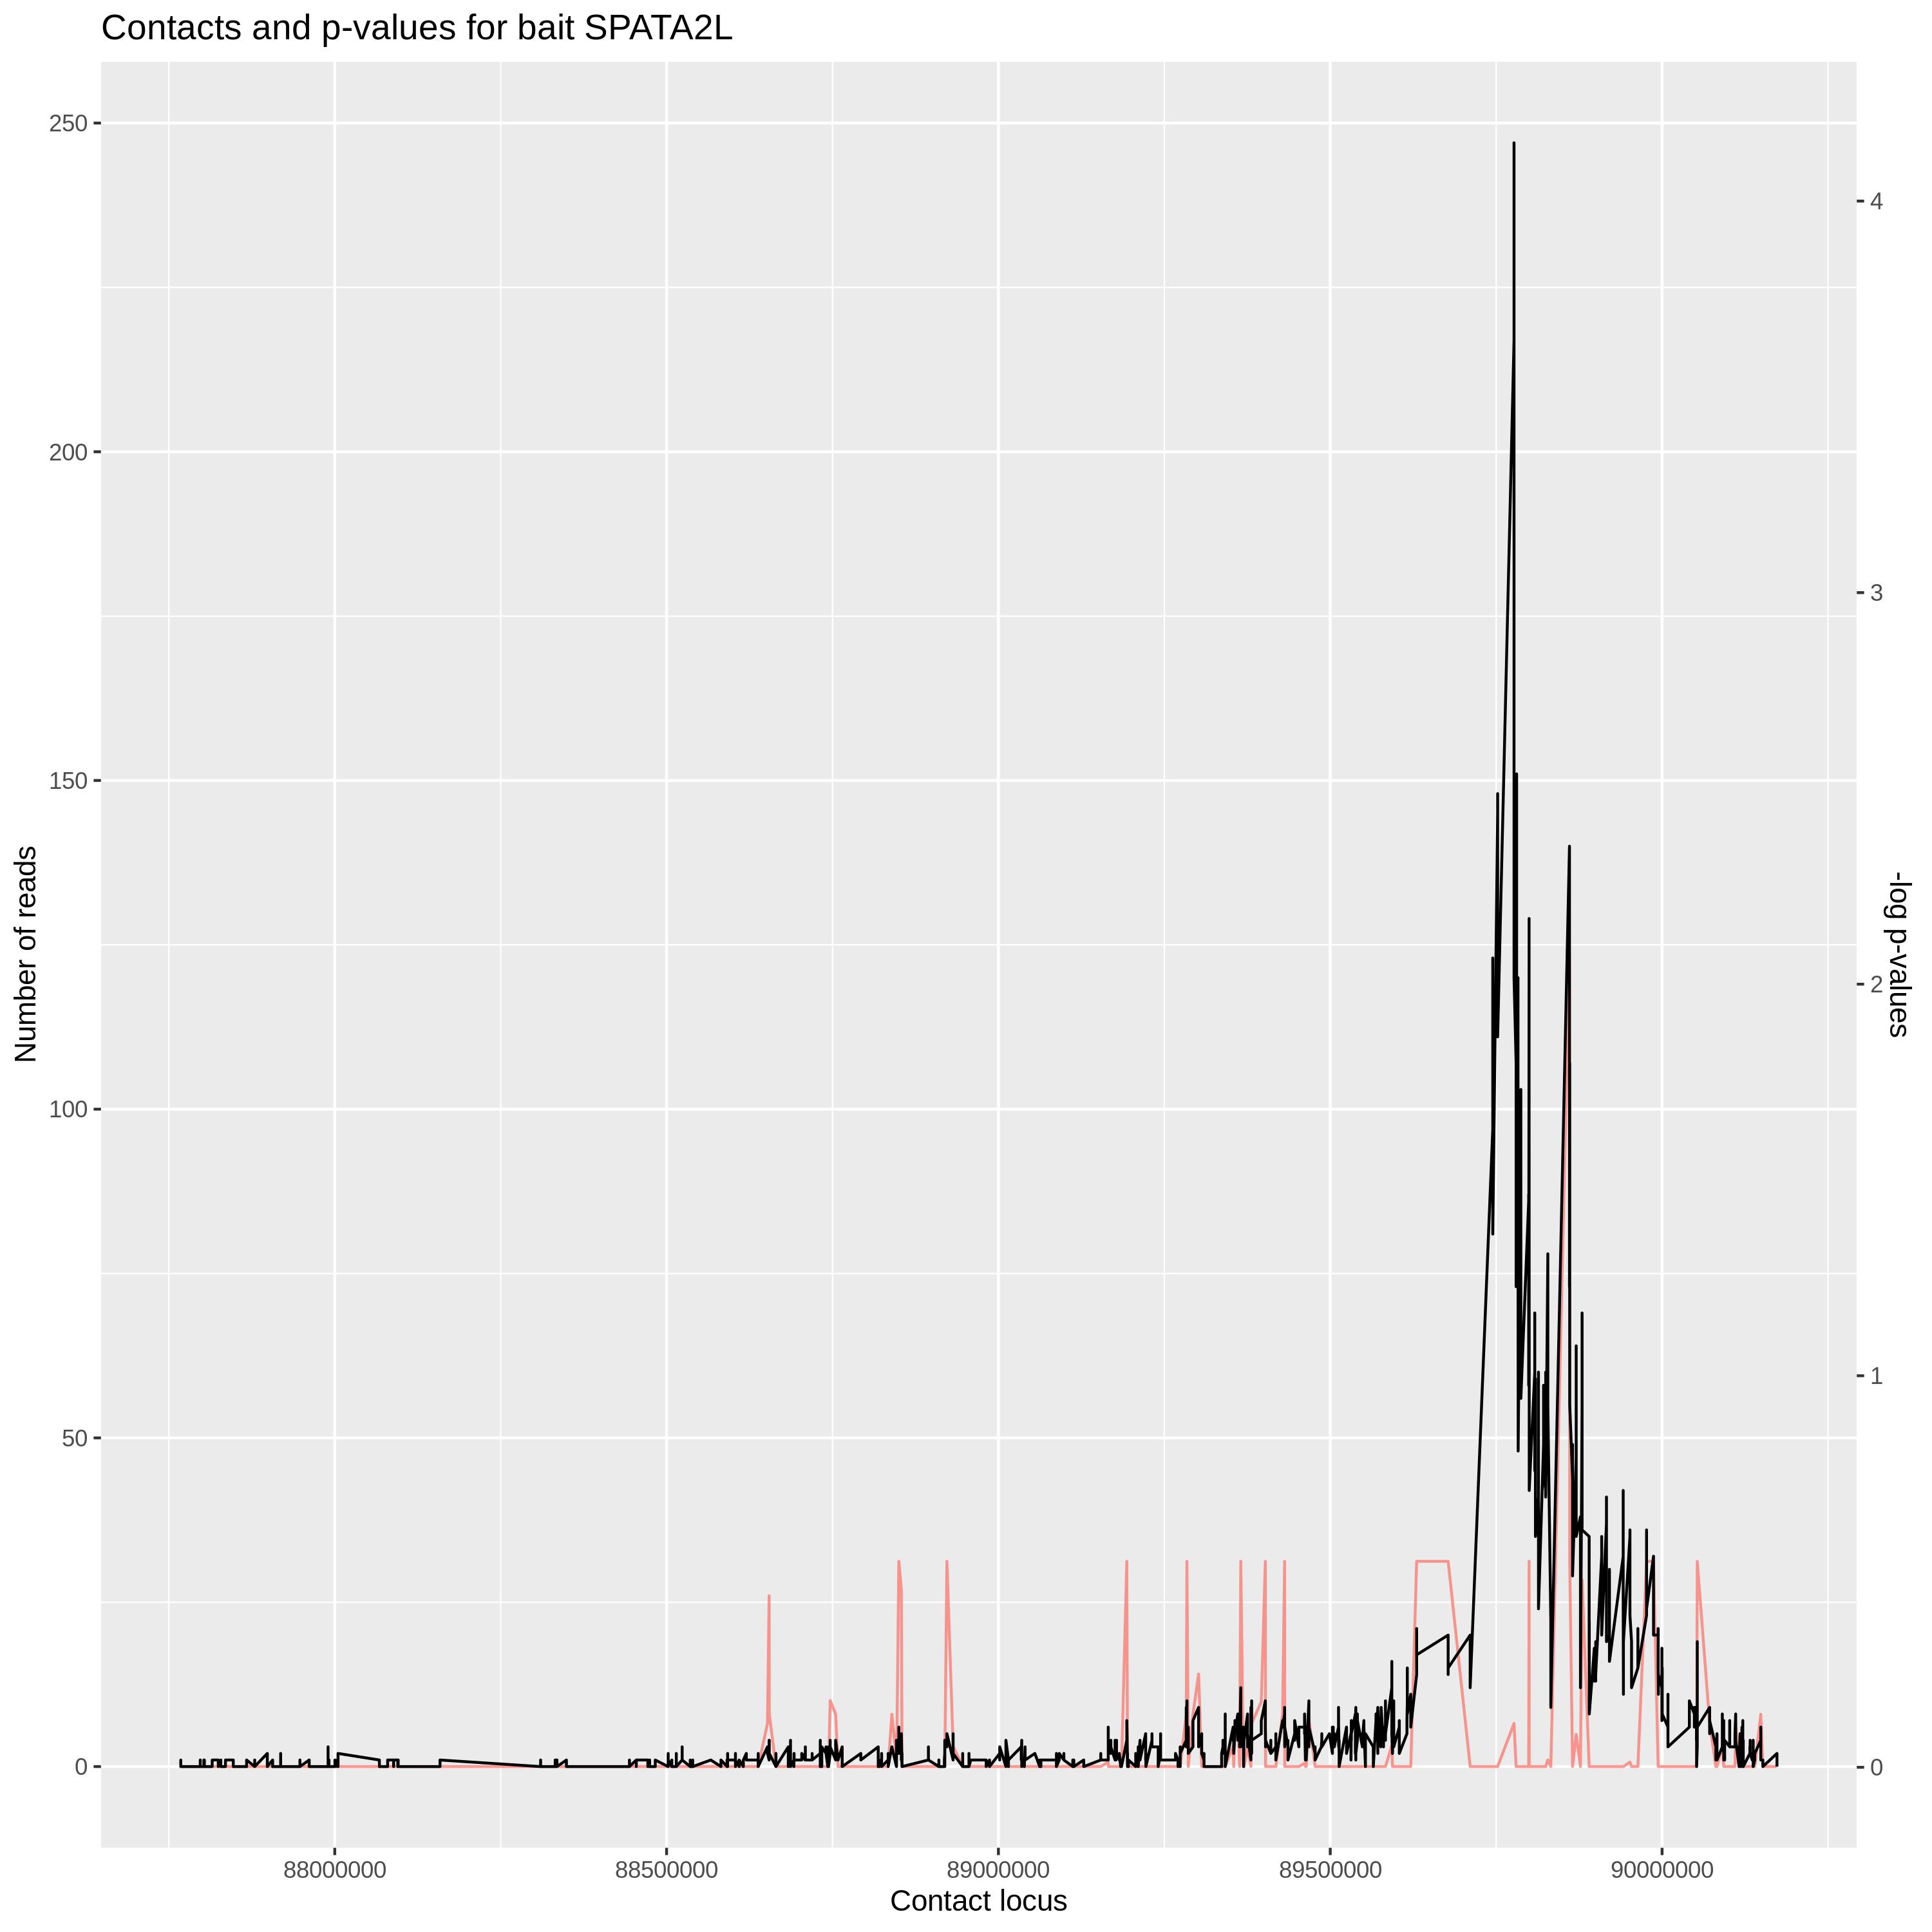 Contacts and p-values for bait SPATA2L
250
200
150
100
50
0
Number of reads
4
3
2
1
0
-log p-values
88000000 88500000 89000000 89500000 90000000
Contact locus